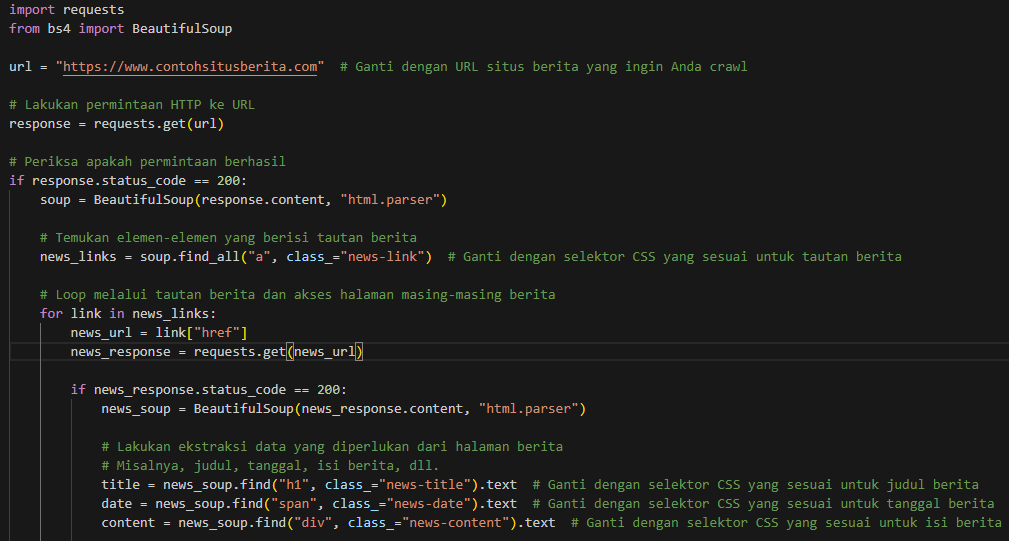 import requests
from bs4 import BeautifulSoup
url = "https://www.contohsitusberita.com"  # Ganti dengan URL situs berita yang ingin Anda crawl
# Lakukan permintaan HTTP ke URL
response = requests.get(url)
# Periksa apakah permintaan berhasil
if response.status_code == 200:
    soup = BeautifulSoup(response.content, "html.parser")
    # Temukan elemen-elemen yang berisi tautan berita
    news_links = soup.find_all("a", class_="news-link")  # Ganti dengan selektor CSS yang sesuai untuk tautan berita
    # Loop melalui tautan berita dan akses halaman masing-masing berita
    for link in news_links:
        news_url = link["href"]
        news_response = requests.get(news_url)
        if news_response.status_code == 200:
            news_soup = BeautifulSoup(news_response.content, "html.parser")
            # Lakukan ekstraksi data yang diperlukan dari halaman berita
            # Misalnya, judul, tanggal, isi berita, dll.
            title = news_soup.find("h1", class_="news-title").text  # Ganti dengan selektor CSS yang sesuai untuk judul berita
            date = news_soup.find("span", class_="news-date").text  # Ganti dengan selektor CSS yang sesuai untuk tanggal berita
            content = news_soup.find("div", class_="news-content").text  # Ganti dengan selektor CSS yang sesuai untuk isi berita